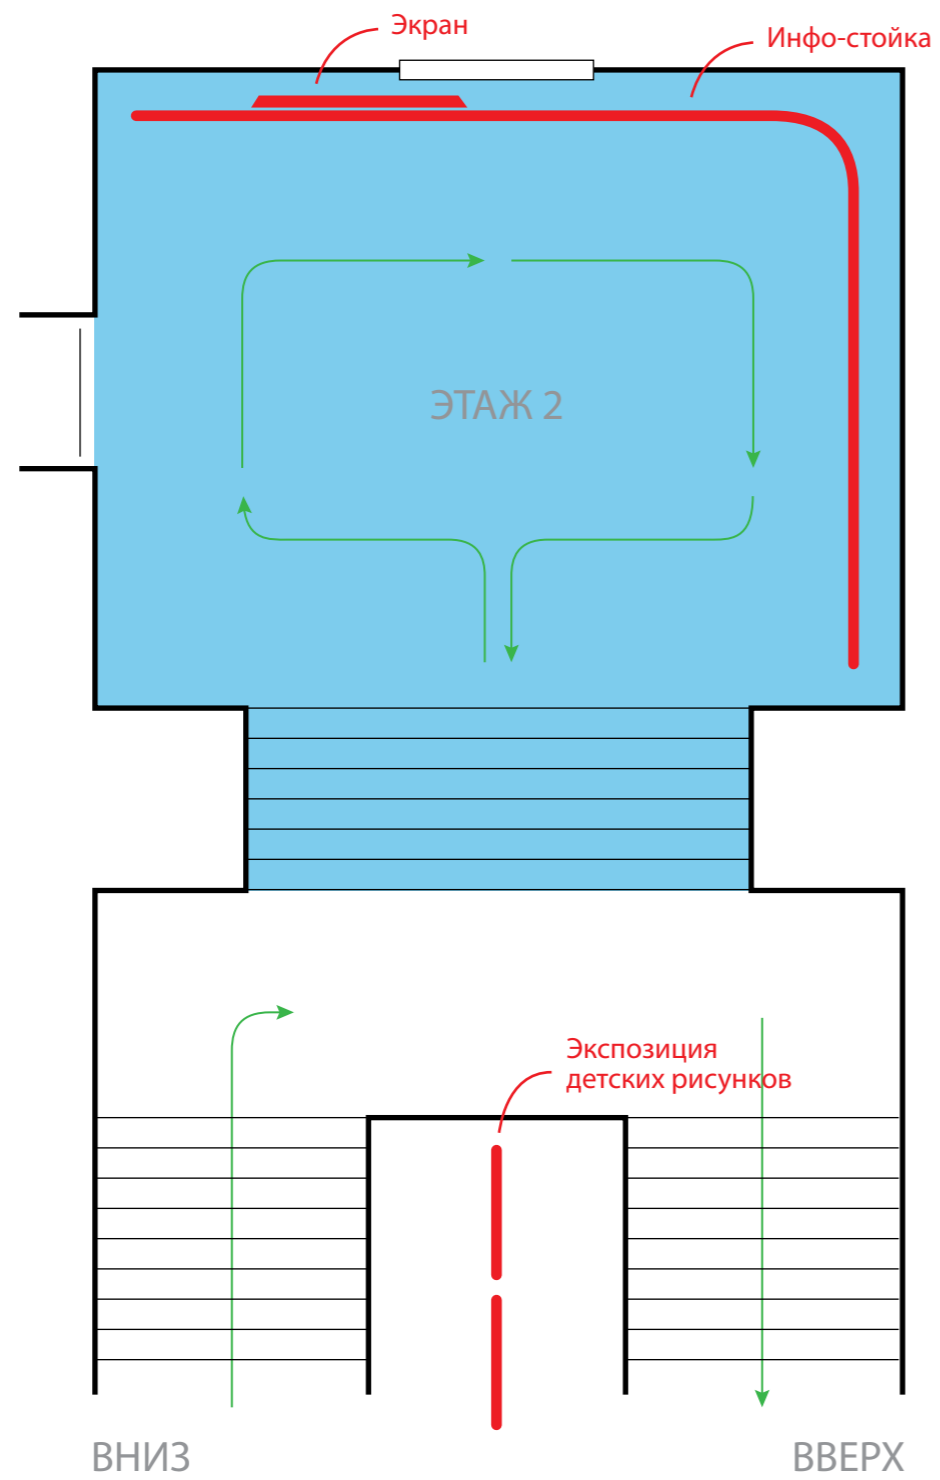 Экран
Инфо-стойка
ЭТАЖ 2
Экспозиция
детских рисунков
ВНИЗ
ВВЕРХ